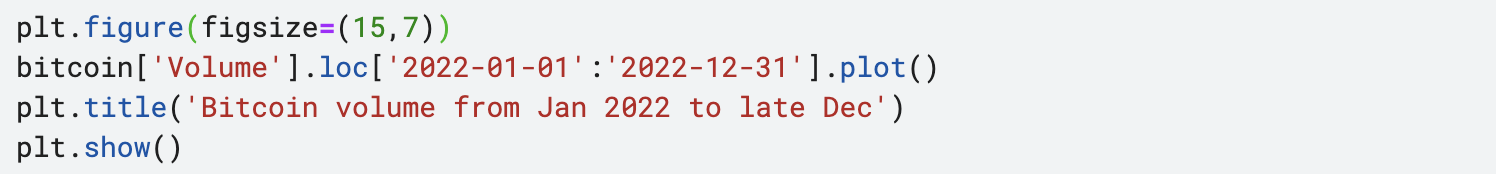 plt.figure(figsize=(15,7))
bitcoin['Volume'].loc['2022-01-01':'2022-12-31'].plot()
plt.title('Bitcoin volume from Jan 2022 to late Dec')
plt.show()